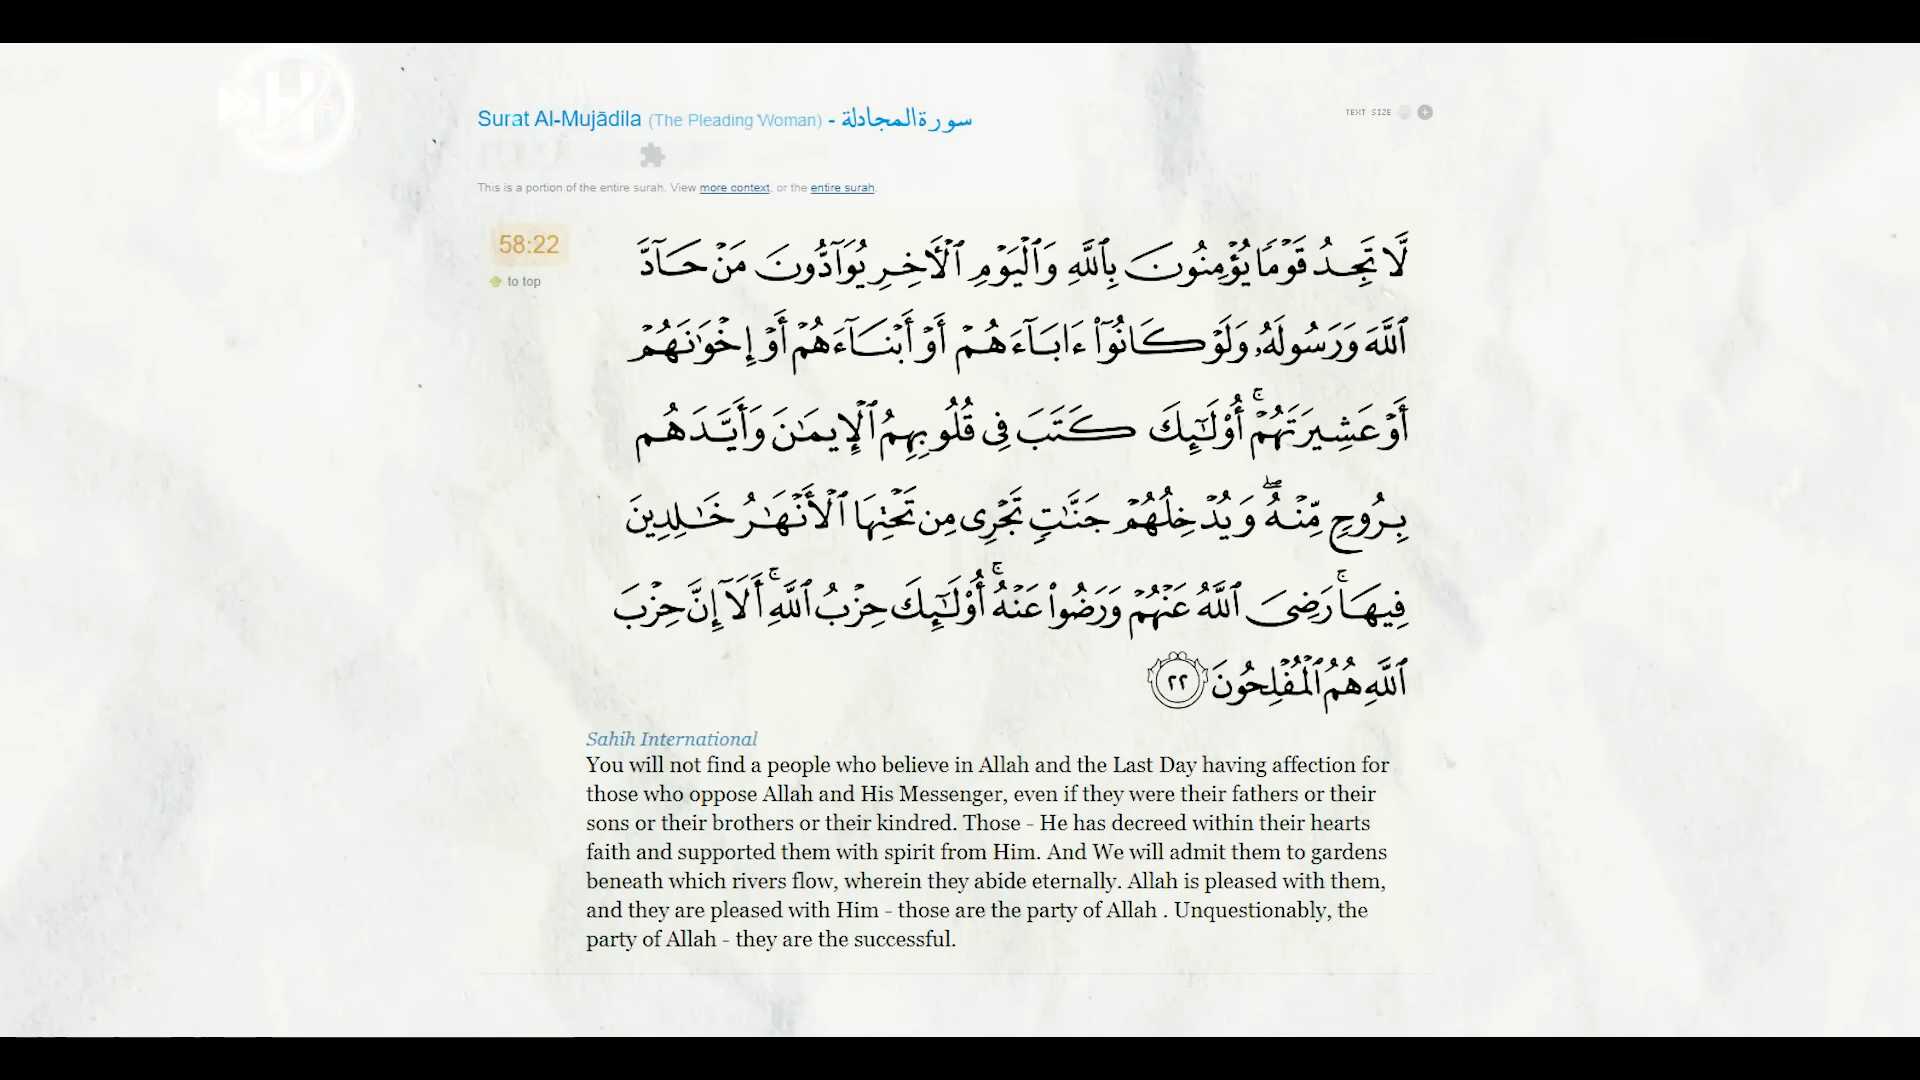 Surat Al-Mujādila (The Pleading Woman) - سورة المجادلة
TEXT SIZE
This is a portion of the entire surah. View more context, or the entire surah.
58:22
to top
لَّا تَجِدُ قَوْمًا يُؤْمِنُونَ بِٱللَّهِ وَٱلْيَوْمِ ٱلْأَخِرِ يُوَآدُّونَ مَنْ حَآدَّ
ٱللَّهَ وَرَسُولَهُۥ وَلَوْ كَانُوٓا۟ ءَابَآءَهُمْ أَوْ أَبْنَآءَهُمْ أَوْ إِخْوَٰنَهُمْ
أَوْ عَشِيرَتَهُمْ ۚ أُو۟لَٰٓئِكَ كَتَبَ فِى قُلُوبِهِمُ ٱلْإِيمَٰنَ وَأَيَّدَهُم
بِرُوحٍ مِّنْهُ ۖ وَيُدْخِلُهُمْ جَنَّٰتٍ تَجْرِى مِن تَحْتِهَا ٱلْأَنْهَٰرُ خَٰلِدِينَ
فِيهَا ۚ رَضِىَ ٱللَّهُ عَنْهُمْ وَرَضُوا۟ عَنْهُ ۚ أُو۟لَٰٓئِكَ حِزْبُ ٱللَّهِ ۚ أَلَآ إِنَّ حِزْبَ
ٱللَّهِ هُمُ ٱلْمُفْلِحُونَ ٢٢
Sahih International
You will not find a people who believe in Allah and the Last Day having affection for
those who oppose Allah and His Messenger, even if they were their fathers or their
sons or their brothers or their kindred. Those - He has decreed within their hearts
faith and supported them with spirit from Him. And We will admit them to gardens
beneath which rivers flow, wherein they abide eternally. Allah is pleased with them,
and they are pleased with Him - those are the party of Allah . Unquestionably, the
party of Allah - they are the successful.